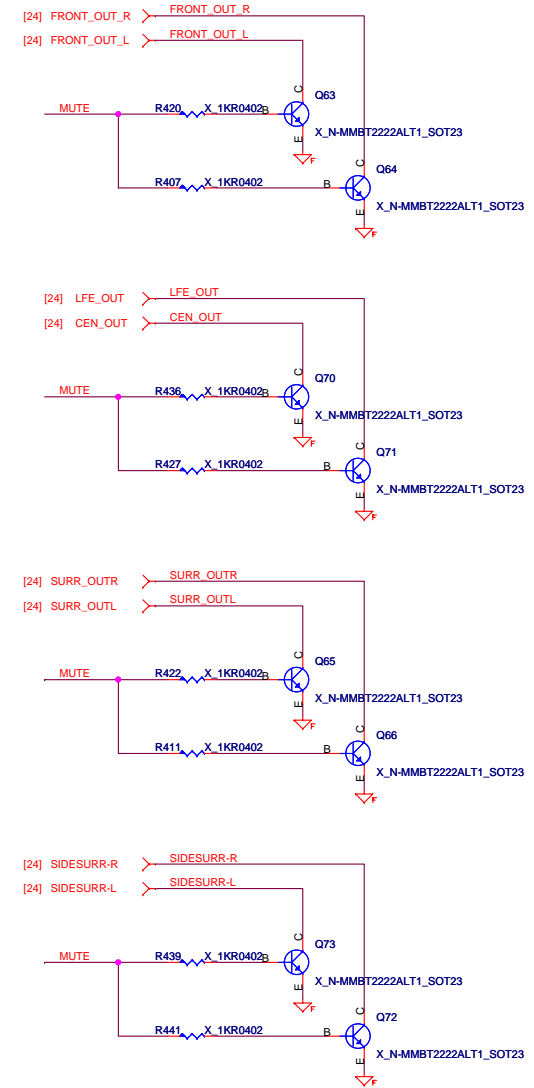 [24] FRONT_OUT_R FRONT_OUT_R
[24] FRONT_OUT_L FRONT_OUT_L
C Q63
MUTE R420 X_1KR0402 B
X_N-MMBT2222ALT1_SOT23
E F
C Q64
R407 X_1KR0402 B
X_N-MMBT2222ALT1_SOT23
E F
[24] LFE_OUT LFE_OUT
[24] CEN_OUT CEN_OUT
C Q70
MUTE R436 X_1KR0402 B
X_N-MMBT2222ALT1_SOT23
E F
C Q71
R427 X_1KR0402 B
X_N-MMBT2222ALT1_SOT23
E F
[24] SURR_OUTR SURR_OUTR
[24] SURR_OUTL SURR_OUTL
C Q65
MUTE R422 X_1KR0402 B
X_N-MMBT2222ALT1_SOT23
E F
C Q66
R411 X_1KR0402 B
X_N-MMBT2222ALT1_SOT23
E F
[24] SIDESURR-R SIDESURR-R
[24] SIDESURR-L SIDESURR-L
C Q73
MUTE R439 X_1KR0402 B
X_N-MMBT2222ALT1_SOT23
E F
C Q72
R441 X_1KR0402 B
X_N-MMBT2222ALT1_SOT23
E F